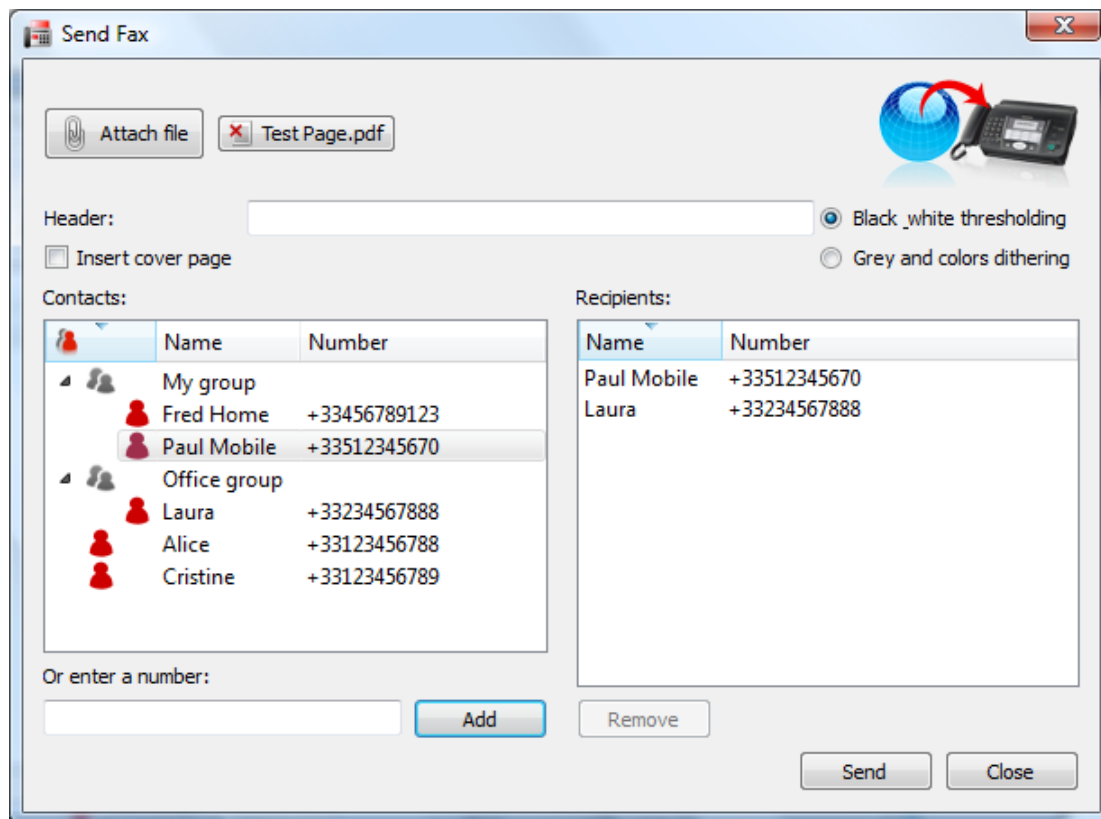 Send Fax
Attach file Test Page.pdf
Header: Black _white thresholding
Insert cover page Grey and colors dithering
Contacts: Recipients:
Name Number Name Number
My group Paul Mobile +33512345670
Fred Home +33456789123 Laura +33234567888
Paul Mobile +33512345670
Office group
Laura +33234567888
Alice +33123456788
Cristine +33123456789
Or enter a number:
Add Remove
Send Close